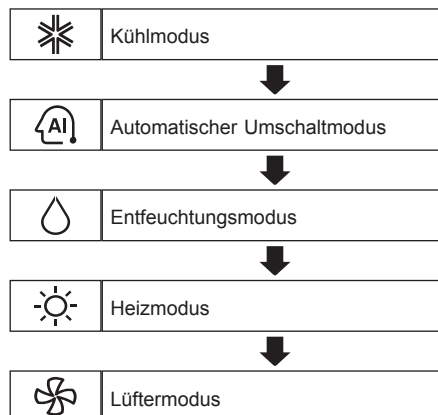 Kühlmodus
AI
Automatischer Umschaltmodus
Entfeuchtungsmodus
Heizmodus
Lüftermodus